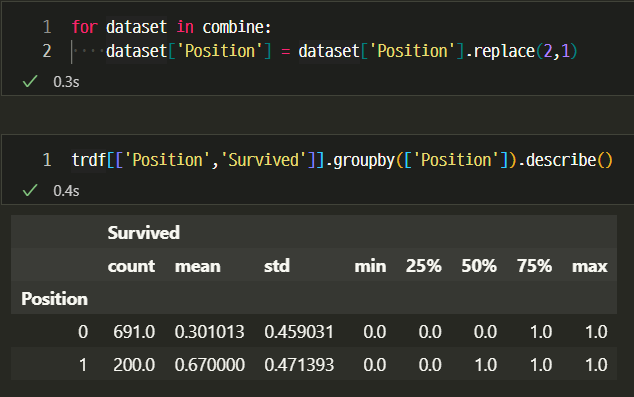 1 for dataset in combine:
2 ····dataset['Position'] = dataset['Position'].replace(2,1)
✓ 0.3s
1 trdf[['Position','Survived']].groupby(['Position']).describe()
✓ 0.4s
Survived
count mean std min 25% 50% 75% max
Position
0 691.0 0.301013 0.459031 0.0 0.0 0.0 1.0 1.0
1 200.0 0.670000 0.471393 0.0 0.0 1.0 1.0 1.0